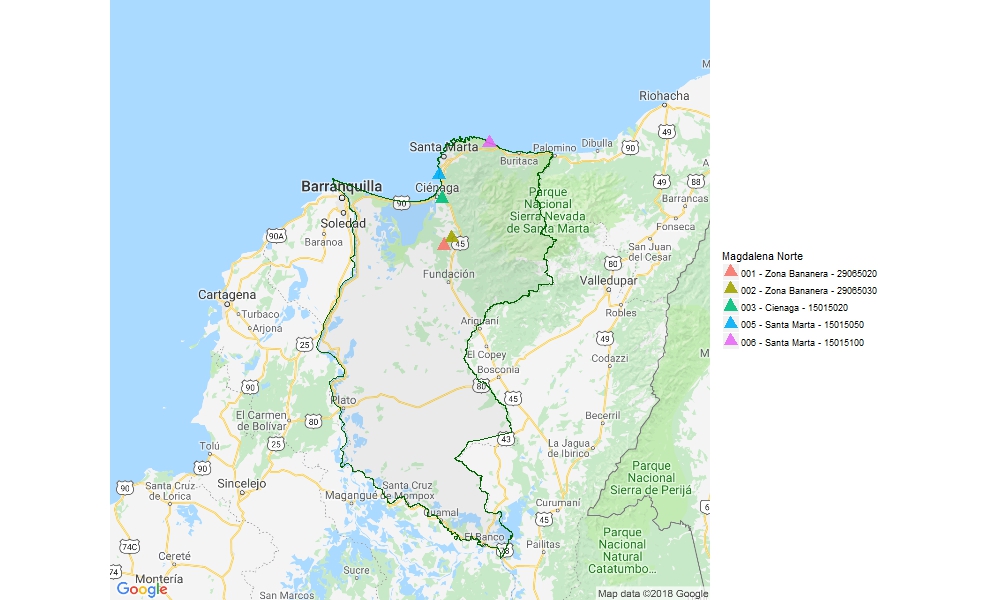 M
Riohacha
49
Santa Marta
Palomino
Dibulla
90
Buritaca
A
Barranquilla
Ciénaga
49
88
90
Parque
Nacional
Sierra Nevada
de Santa Marta
Barrancas
Soledad
Fonseca
90A
Baranoa
45
San Juan
del Cesar
80
Fundación
Valledupar
Cartagena
Turbaco
Arjona
Robles
Ariguaní
25
49
El Copey
Codazzi
M
Bosconia
90
80
45
Plato
El Carmen
de Bolívar
80
Becerril
25
43
Tolú
La Jagua
de Ibirico
90
Parque
Nacional
Sierra de Perijá
Sincelejo
Santa Cruz
de Lorica
90
Santa Cruz
de Mompox
Magangué
Curumaní
6
Guamal
45
74C
El Banco
Pailitas
Parque
Nacional
Natural
Catatumbo...
Cereté
74
Sucre
Montería
Google
San Marcos
Map data ©2018 Google
Magdalena Norte
001 - Zona Bananera - 29065020
002 - Zona Bananera - 29065030
003 - Cienaga - 15015020
005 - Santa Marta - 15015050
006 - Santa Marta - 15015100